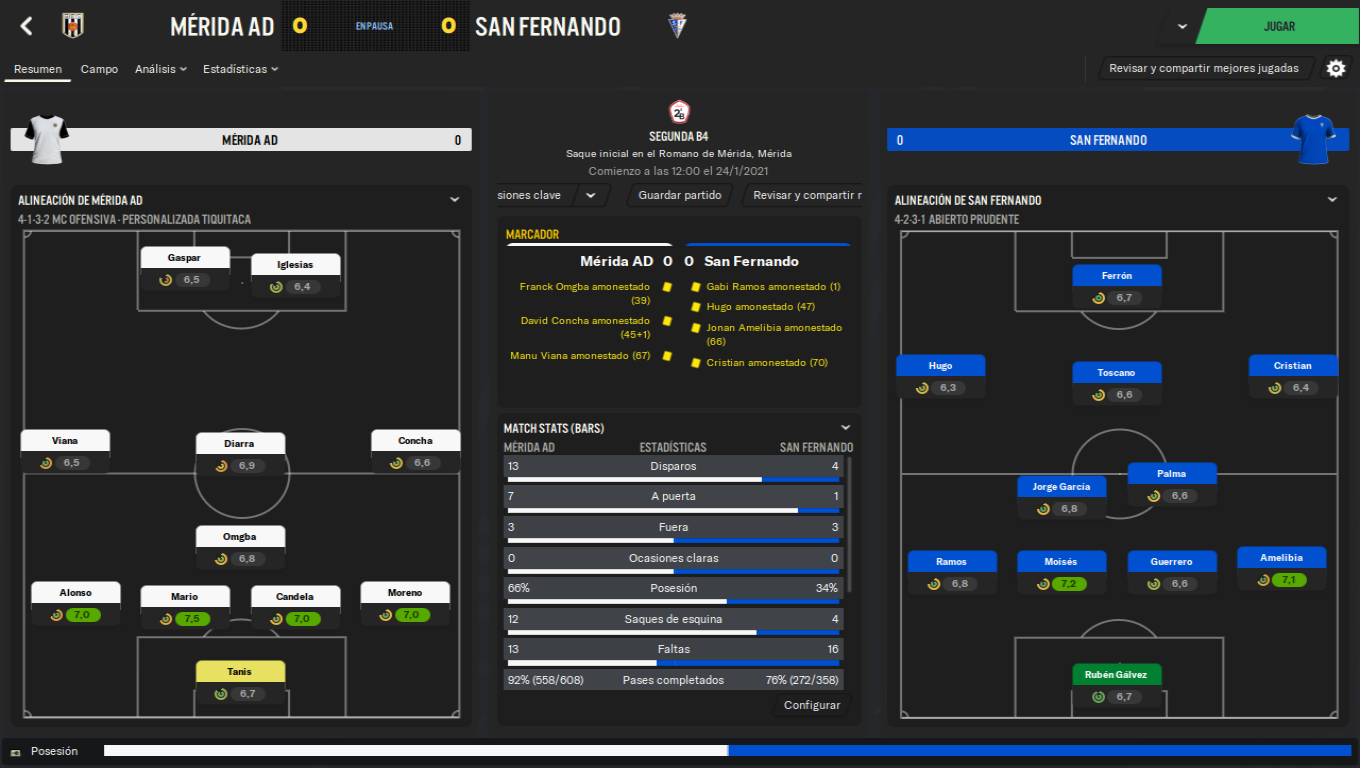 MÉRIDA AD 0 EN PAUSA 0 SAN FERNANDO
JUGAR
Resumen Campo Análisis Estadísticas
Revisar y compartir mejores jugadas
MÉRIDA AD 0
2ªB
SEGUNDA B4
Saque inicial en el Romano de Mérida, Mérida
Comienzo a las 12:00 el 24/1/2021
0 SAN FERNANDO
siones clave Guardar partido Revisar y compartir r
ALINEACIÓN DE MÉRIDA AD
4-1-3-2 MC OFENSIVA - PERSONALIZADA TIQUITACA
Gaspar
6,5
Iglesias
6,4
Viana
6,5
Diarra
6,9
Concha
6,6
Omgba
6,8
Alonso
7,0
Mario
7,5
Candela
7,0
Moreno
7,0
Tanis
6,7
MARCADOR
Mérida AD 0 0 San Fernando
Franck Omgba amonestado
(39)
David Concha amonestado
(45+1)
Manu Viana amonestado (67)
Gabi Ramos amonestado (1)
Hugo amonestado (47)
Jonan Amelibia amonestado
(66)
Cristian amonestado (70)
MATCH STATS (BARS)
MÉRIDA AD ESTADÍSTICAS SAN FERNANDO
13 Disparos 4
7 A puerta 1
3 Fuera 3
0 Ocasiones claras 0
66% Posesión 34%
12 Saques de esquina 4
13 Faltas 16
92% (558/608) Pases completados 76% (272/358)
Configurar
ALINEACIÓN DE SAN FERNANDO
4-2-3-1 ABIERTO PRUDENTE
Ferrón
6,7
Hugo
6,3
Toscano
6,6
Cristian
6,4
Jorge García
6,8
Palma
6,6
Ramos
6,8
Moisés
7,2
Guerrero
6,6
Amelibia
7,1
Rubén Gálvez
6,7
Posesión